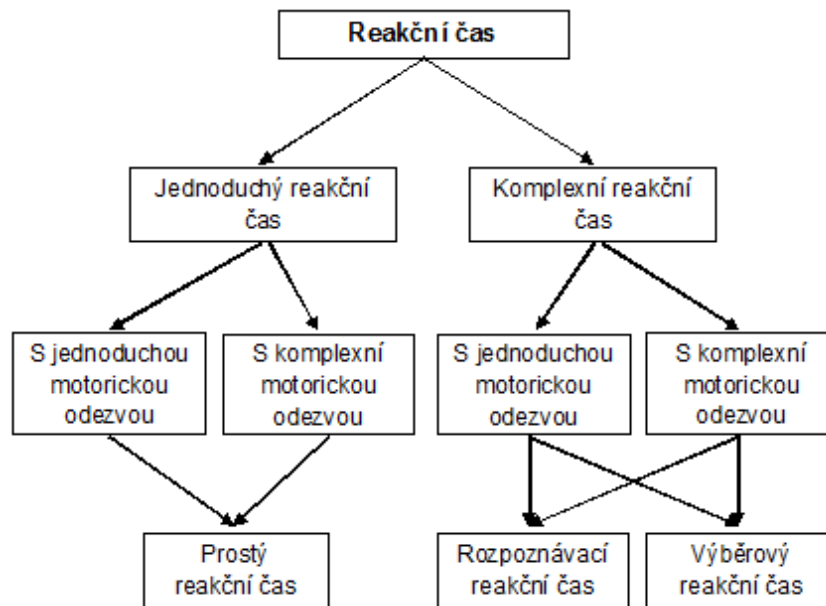 Reakční čas
Jednoduchý reakční
čas
Komplexní reakční
čas
S jednoduchou
motorickou
odezvou
S komplexní
motorickou
odezvou
S jednoduchou
motorickou
odezvou
S komplexní
motorickou
odezvou
Prostý
reakční čas
Rozpoznávací
reakční čas
Výběrový
reakční čas